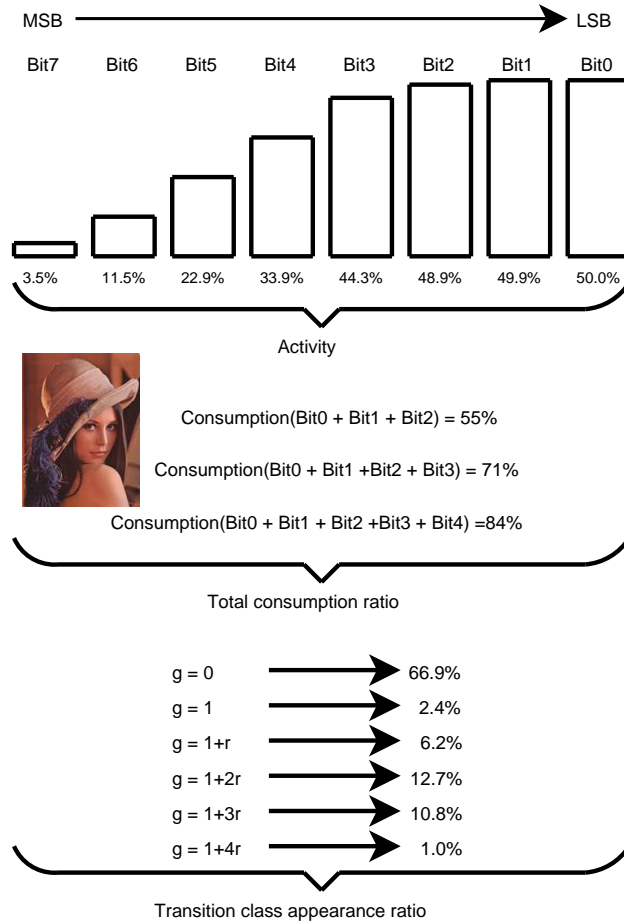 MSB LSB
Bit7 Bit6 Bit5 Bit4 Bit3 Bit2 Bit1 Bit0
3.5% 11.5% 22.9% 33.9% 44.3% 48.9% 49.9% 50.0%
Activity
Consumption(Bit0 + Bit1 + Bit2) = 55%
Consumption(Bit0 + Bit1 +Bit2 + Bit3) = 71%
Consumption(Bit0 + Bit1 + Bit2 +Bit3 + Bit4) =84%
Total consumption ratio
g = 0 66.9%
g = 1 2.4%
g = 1+r 6.2%
g = 1+2r 12.7%
g = 1+3r 10.8%
g = 1+4r 1.0%
Transition class appearance ratio